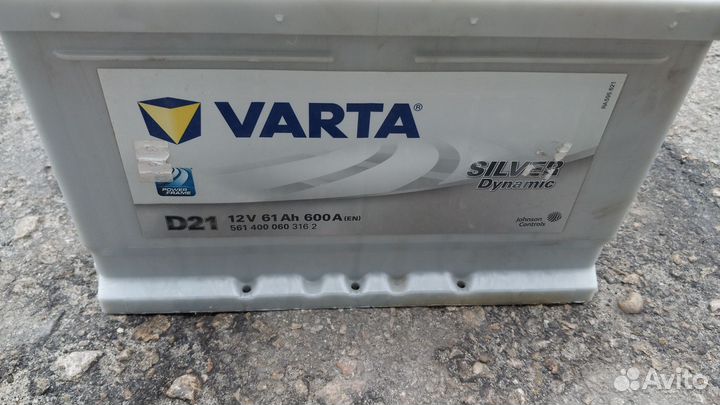 VARTA®
SILVER
Dynamic
POWER
FRAME
D21 12V 61Ah 600A(EN)
561 400 060 316 2
Johnson
Controls
Avito